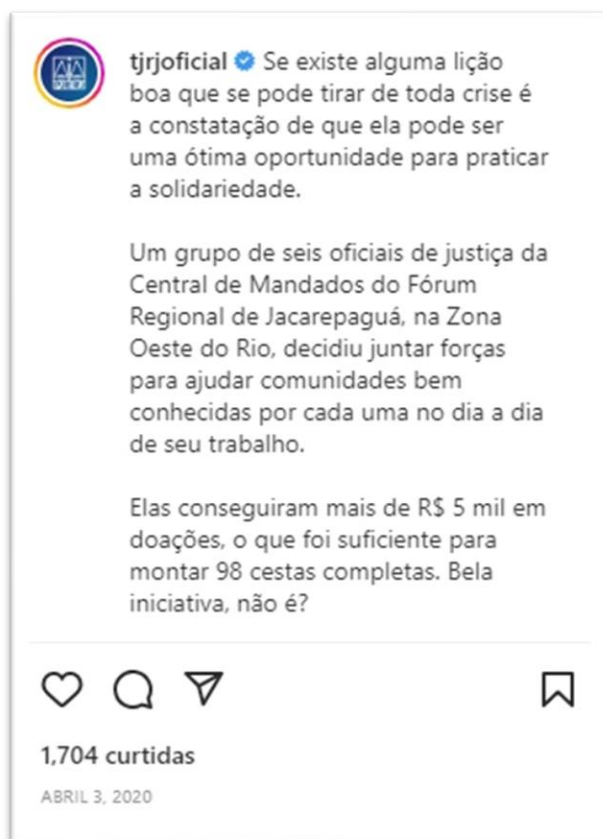 tjrjoficial Se existe alguma lição
boa que se pode tirar de toda crise é
a constatação de que ela pode ser
uma ótima oportunidade para praticar
a solidariedade.
Um grupo de seis oficiais de justiça da
Central de Mandados do Fórum
Regional de Jacarepaguá, na Zona
Oeste do Rio, decidiu juntar forças
para ajudar comunidades bem
conhecidas por cada uma no dia a dia
de seu trabalho.
Elas conseguiram mais de R$ 5 mil em
doações, o que foi suficiente para
montar 98 cestas completas. Bela
iniciativa, não é?
1,704 curtidas
ABRIL 3, 2020